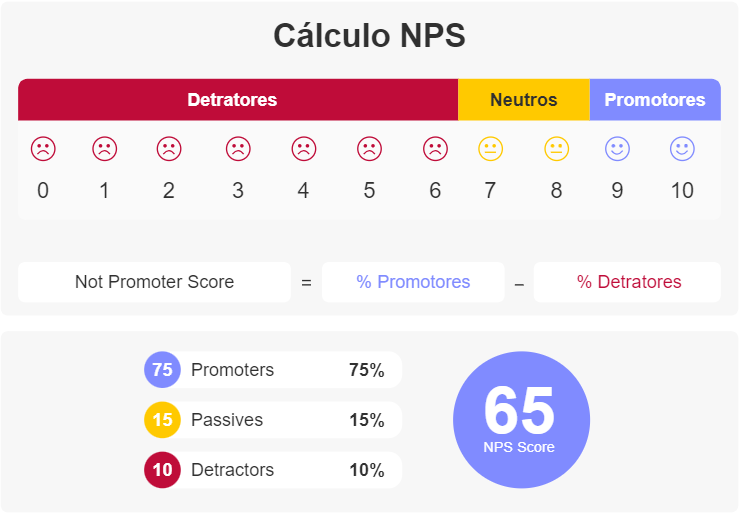 Cálculo NPS
Detratores Neutros Promotores
0 1 2 3 4 5 6 7 8 9 10
Not Promoter Score = % Promotores – % Detratores
75 Promoters 75%
15 Passives 15%
10 Detractors 10%
65
NPS Score